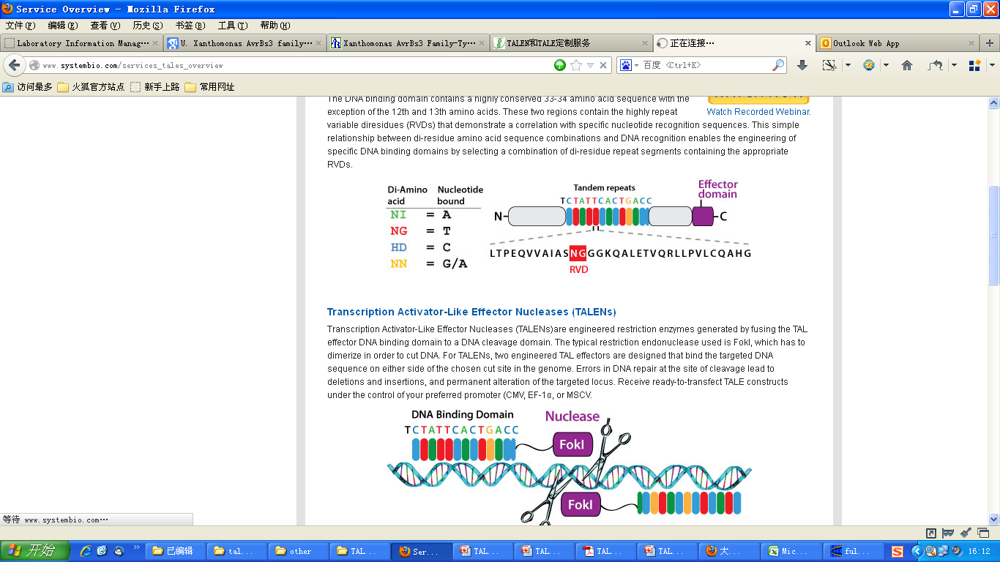 Service Overview - Mozilla Firefox
文件(F) 编辑(E) 查看(V) 历史(S) 书签(B) 工具(T) 帮助(H)
Laboratory Information Manag… U. Xanthomonas AvrBs3 family… Xanthomonas AvrBs3 Family-Ty… TALEN和TALE定制服务 正在连接… Outlook Web App
www.systembio.com/services_tales_overview 百度 <Ctrl+K>
访问最多 火狐官方站点 新手上路 常用网址
The DNA binding domain contains a highly conserved 33-34 amino acid sequence with the
exception of the 12th and 13th amino acids. These two regions contain the highly repeat Watch Recorded Webinar.
variable diresidues (RVDs) that demonstrate a correlation with specific nucleotide recognition sequences. This simple
relationship between di-residue amino acid sequence combinations and DNA recognition enables the engineering of
specific DNA binding domains by selecting a combination of di-residue repeat segments containing the appropriate
RVDs.
Di-Amino acid Nucleotide bound
NI = A
NG = T
HD = C
NN = G/A
Tandem repeats
TCTATTCACTGACC
Effector
domain
N C
LTPEQVVAIASNGGGKQALETVQRLLPVLCQAHG
RVD
Transcription Activator-Like Effector Nucleases (TALENs)
Transcription Activator-Like Effector Nucleases (TALENs)are engineered restriction enzymes generated by fusing the TAL
effector DNA binding domain to a DNA cleavage domain. The typical restriction endonuclease used is FokI, which has to
dimerize in order to cut DNA. For TALENs, two engineered TAL effectors are designed that bind the targeted DNA
sequence on either side of the chosen cut site in the genome. Errors in DNA repair at the site of cleavage lead to
deletions and insertions, and permanent alteration of the targeted locus. Receive ready-to-transfect TALE constructs
under the control of your preferred promoter (CMV, EF-1α, or MSCV.
DNA Binding Domain Nuclease
TCTATTCACTGACC
FokI
FokI
等待 www.systembio.com…
开始 已编辑 tal... other TAL... Ser... TAL... TAL... TAL... TAL... 大... Mic... ful... 16:12